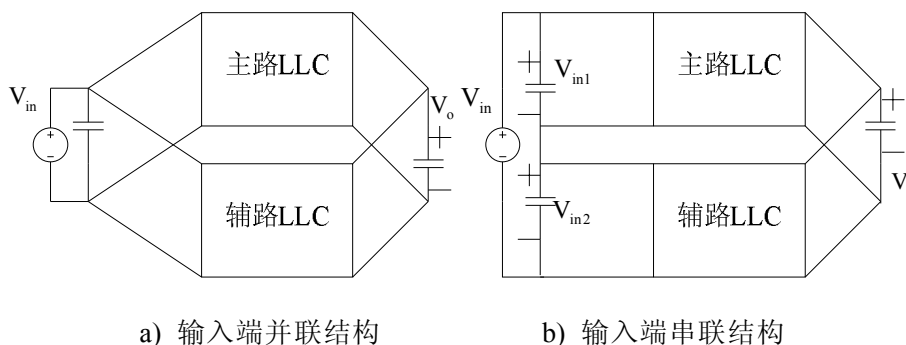 主路LLC
V_in
V_o
辅路LLC
a) 输入端并联结构
主路LLC
V_in
V_in1
V_in2
辅路LLC
V
b) 输入端串联结构